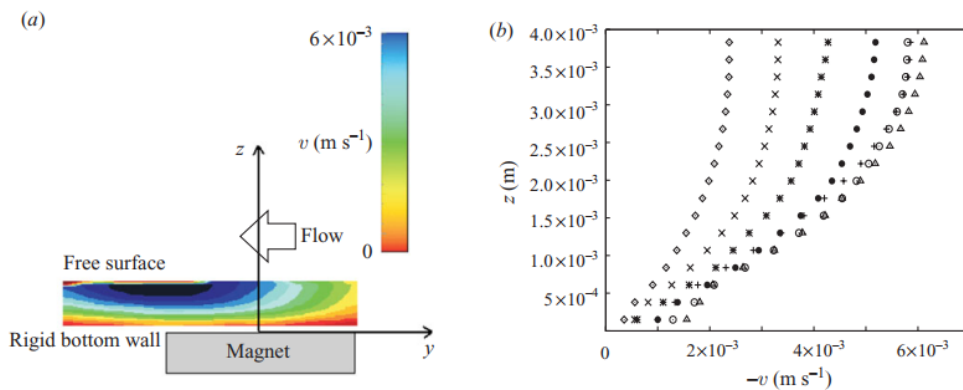 (a)
6×10⁻³
v (m s⁻¹)
0
z
Flow
Free surface
Rigid bottom wall
Magnet
y
(b)
z (m)
4.0×10⁻³
3.5×10⁻³
3.0×10⁻³
2.5×10⁻³
2.0×10⁻³
1.5×10⁻³
1.0×10⁻³
5×10⁻⁴
0
2×10⁻³
4×10⁻³
6×10⁻³
−v (m s⁻¹)